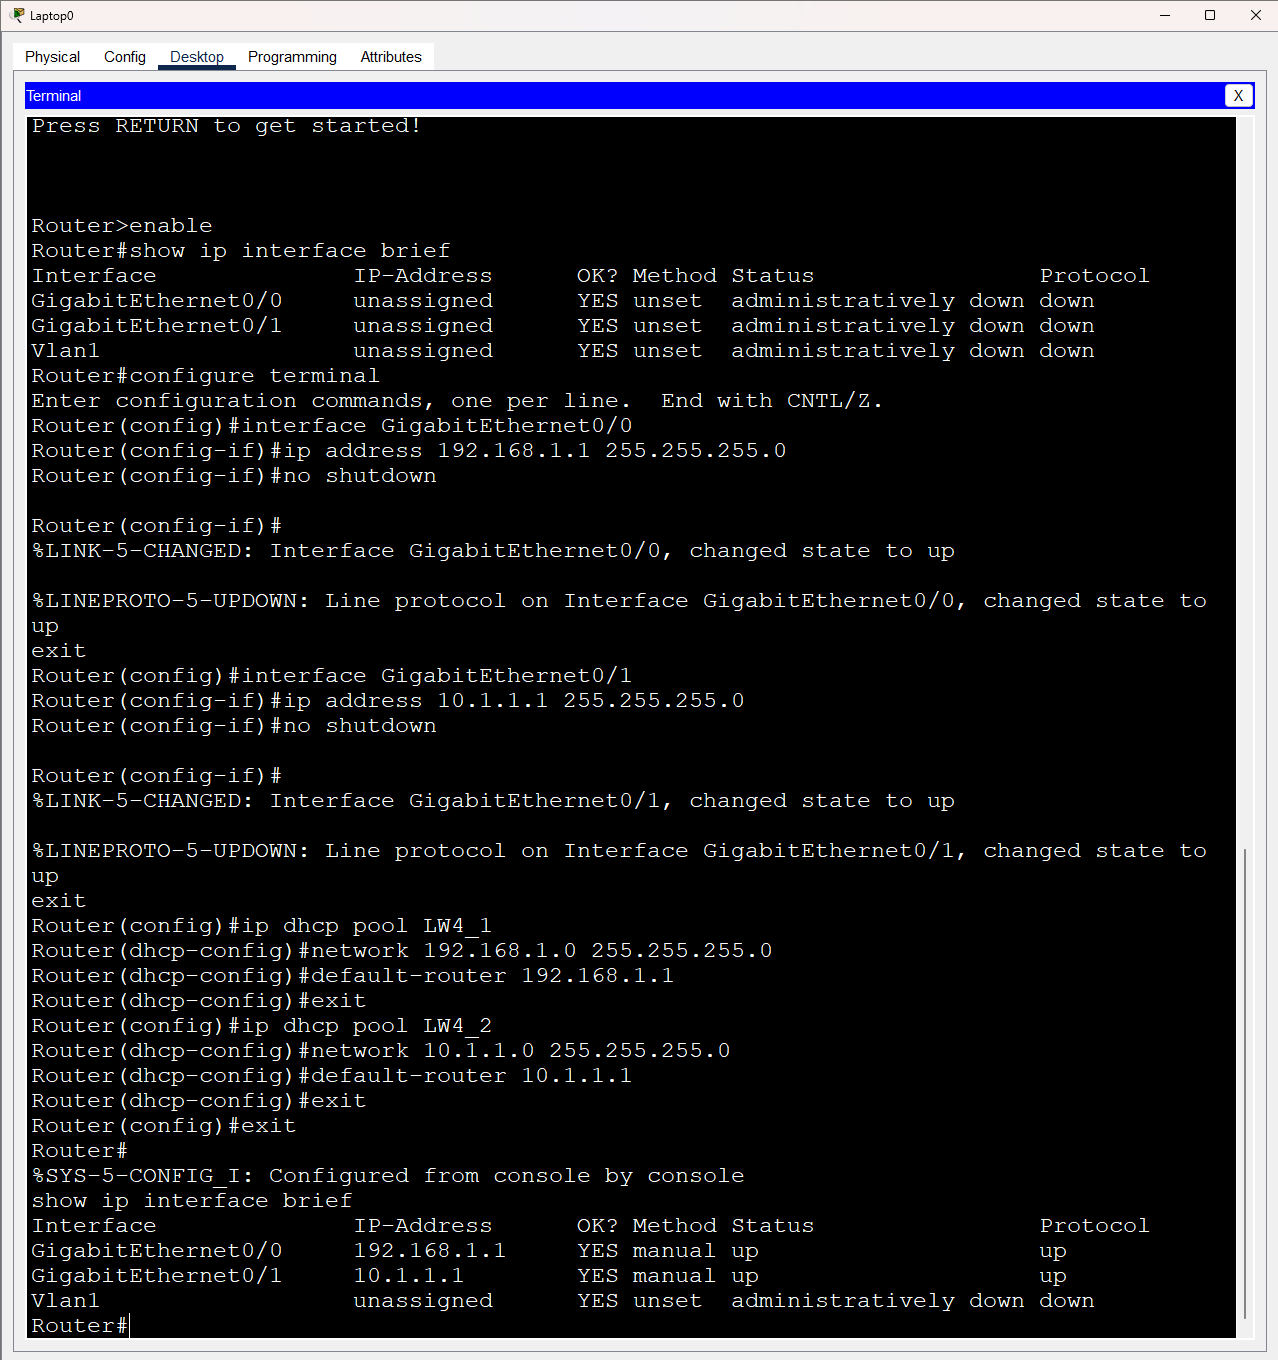 Laptop0
Physical Config Desktop Programming Attributes
Terminal X
Press RETURN to get started!
Router>enable
Router#show ip interface brief
Interface              IP-Address      OK? Method Status                Protocol
GigabitEthernet0/0     unassigned      YES unset  administratively down down
GigabitEthernet0/1     unassigned      YES unset  administratively down down
Vlan1                  unassigned      YES unset  administratively down down
Router#configure terminal
Enter configuration commands, one per line.  End with CNTL/Z.
Router(config)#interface GigabitEthernet0/0
Router(config-if)#ip address 192.168.1.1 255.255.255.0
Router(config-if)#no shutdown
Router(config-if)#
%LINK-5-CHANGED: Interface GigabitEthernet0/0, changed state to up
%LINEPROTO-5-UPDOWN: Line protocol on Interface GigabitEthernet0/0, changed state to
up
exit
Router(config)#interface GigabitEthernet0/1
Router(config-if)#ip address 10.1.1.1 255.255.255.0
Router(config-if)#no shutdown
Router(config-if)#
%LINK-5-CHANGED: Interface GigabitEthernet0/1, changed state to up
%LINEPROTO-5-UPDOWN: Line protocol on Interface GigabitEthernet0/1, changed state to
up
exit
Router(config)#ip dhcp pool LW4_1
Router(dhcp-config)#network 192.168.1.0 255.255.255.0
Router(dhcp-config)#default-router 192.168.1.1
Router(dhcp-config)#exit
Router(config)#ip dhcp pool LW4_2
Router(dhcp-config)#network 10.1.1.0 255.255.255.0
Router(dhcp-config)#default-router 10.1.1.1
Router(dhcp-config)#exit
Router(config)#exit
Router#
%SYS-5-CONFIG_I: Configured from console by console
show ip interface brief
Interface              IP-Address      OK? Method Status                Protocol
GigabitEthernet0/0     192.168.1.1     YES manual up                    up
GigabitEthernet0/1     10.1.1.1        YES manual up                    up
Vlan1                  unassigned      YES unset  administratively down down
Router#